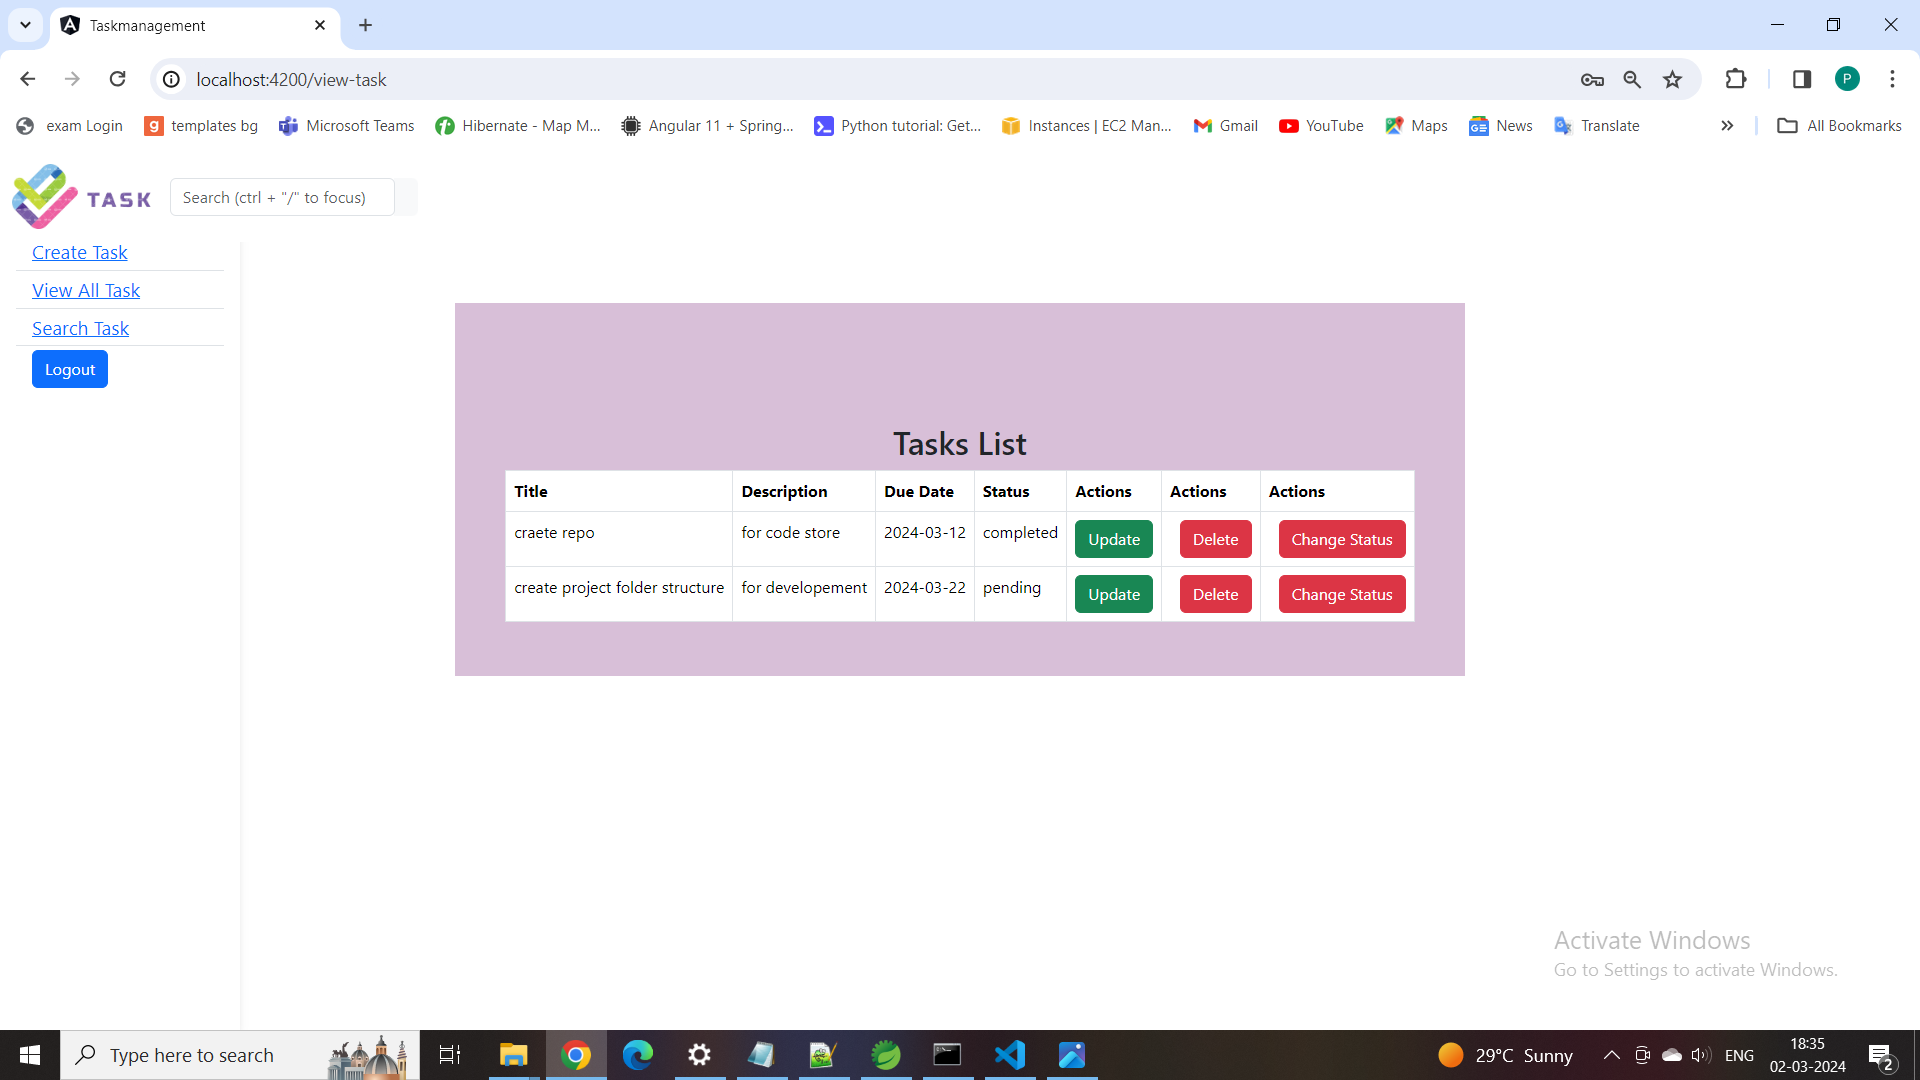 Taskmanagement
localhost:4200/view-task
P
exam Login
g templates bg
Microsoft Teams
Hibernate - Map M...
Angular 11 + Spring...
Python tutorial: Get...
Instances | EC2 Man...
Gmail
YouTube
Maps
News
Translate
All Bookmarks
TASK
Search (ctrl + "/" to focus)
Create Task
View All Task
Search Task
Logout
Tasks List
Title Description Due Date Status Actions Actions Actions
craete repo for code store 2024-03-12 completed Update Delete Change Status
create project folder structure for developement 2024-03-22 pending Update Delete Change Status
Activate Windows
Go to Settings to activate Windows.
Type here to search
29°C Sunny
ENG
18:35
02-03-2024
2